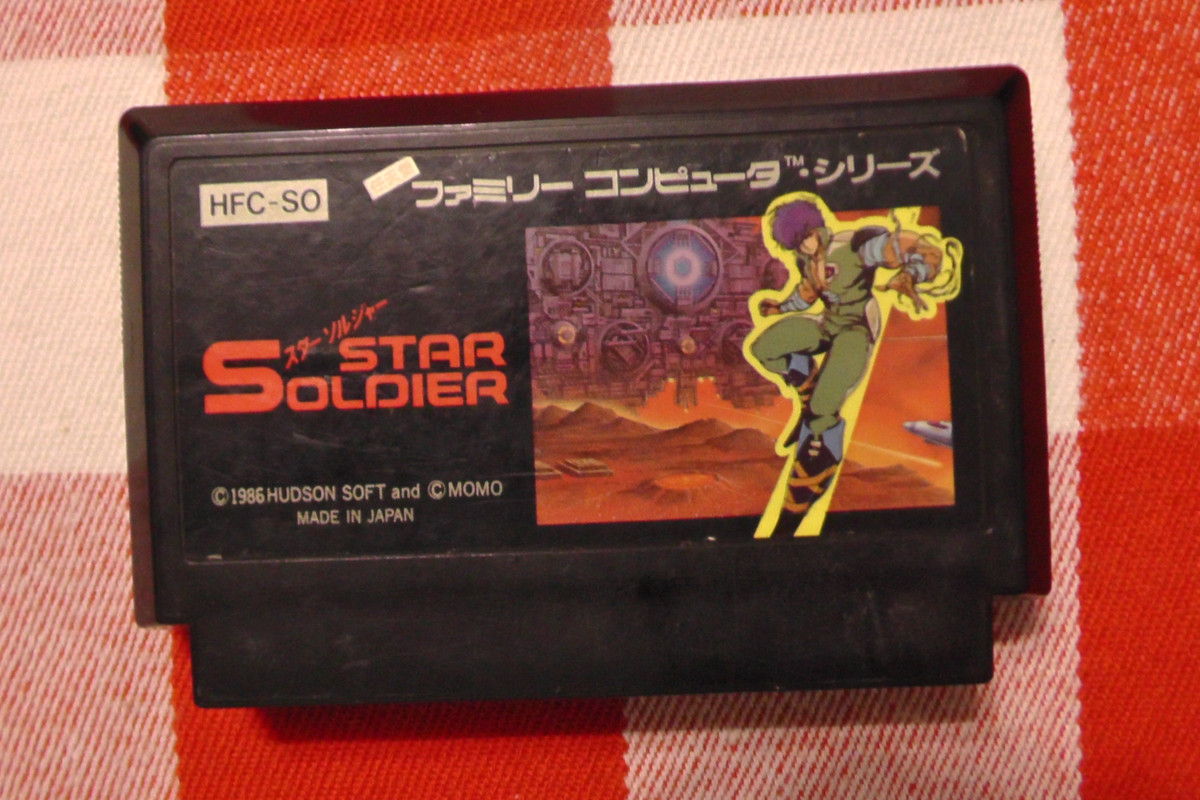 HFC-SO
ファミリー コンピュータ™・シリーズ
スター ソルジャー
STAR
SOLDIER
©1986 HUDSON SOFT and ©MOMO
MADE IN JAPAN